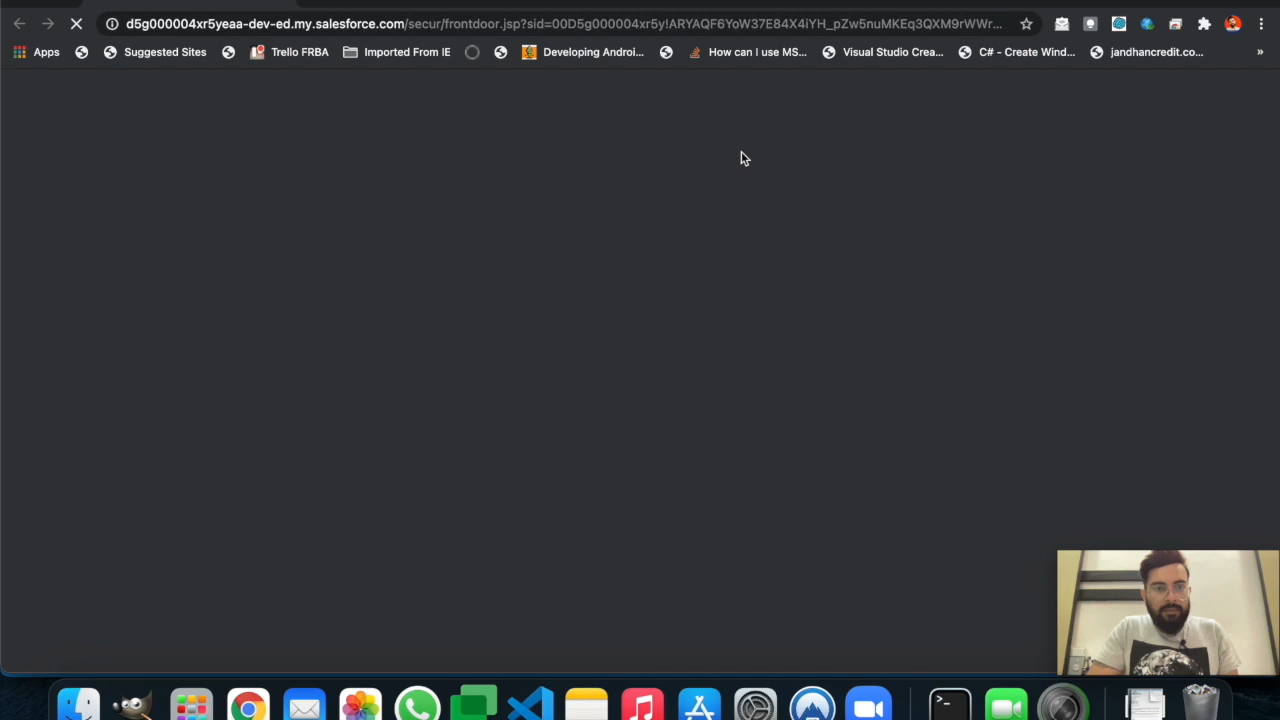 d5g000004xr5yeaa-dev-ed.my.salesforce.com/secur/frontdoor.jsp?sid=00D5g000004xr5y!ARYAQF6YoW37E84X4iYH_pZw5nuMKEq3QXM9rWWr...
Apps Suggested Sites Trello FRBA Imported From IE Developing Androi... How can I use MS... Visual Studio Crea... C# - Create Wind... jandhancredit.co... »